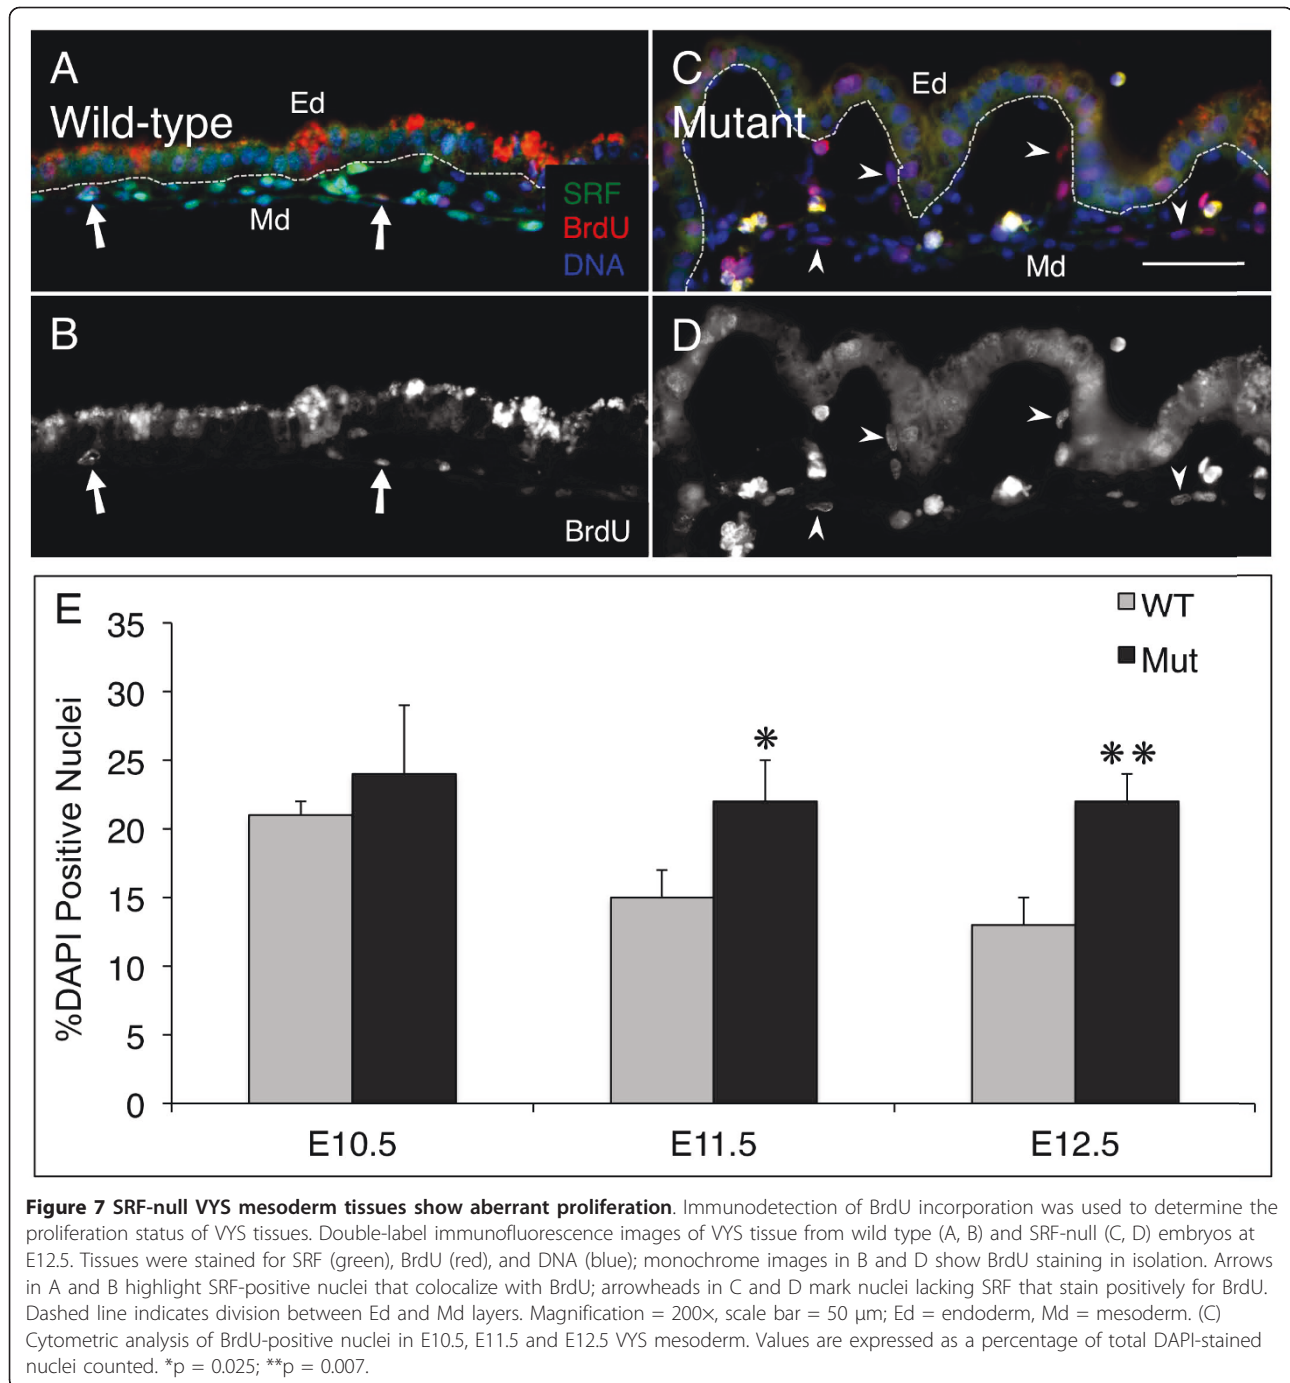 A
Wild-type
Ed
Md
SRF
BrdU
DNA
C
Mutant
Ed
Md
B
BrdU
D
E
WT
Mut
%DAPI Positive Nuclei
35
30
25
20
15
10
5
0
*
**
E10.5
E11.5
E12.5
Figure 7 SRF-null VYS mesoderm tissues show aberrant proliferation. Immunodetection of BrdU incorporation was used to determine the
proliferation status of VYS tissues. Double-label immunofluorescence images of VYS tissue from wild type (A, B) and SRF-null (C, D) embryos at
E12.5. Tissues were stained for SRF (green), BrdU (red), and DNA (blue); monochrome images in B and D show BrdU staining in isolation. Arrows
in A and B highlight SRF-positive nuclei that colocalize with BrdU; arrowheads in C and D mark nuclei lacking SRF that stain positively for BrdU.
Dashed line indicates division between Ed and Md layers. Magnification = 200×, scale bar = 50 μm; Ed = endoderm, Md = mesoderm. (C)
Cytometric analysis of BrdU-positive nuclei in E10.5, E11.5 and E12.5 VYS mesoderm. Values are expressed as a percentage of total DAPI-stained
nuclei counted. *p = 0.025; **p = 0.007.